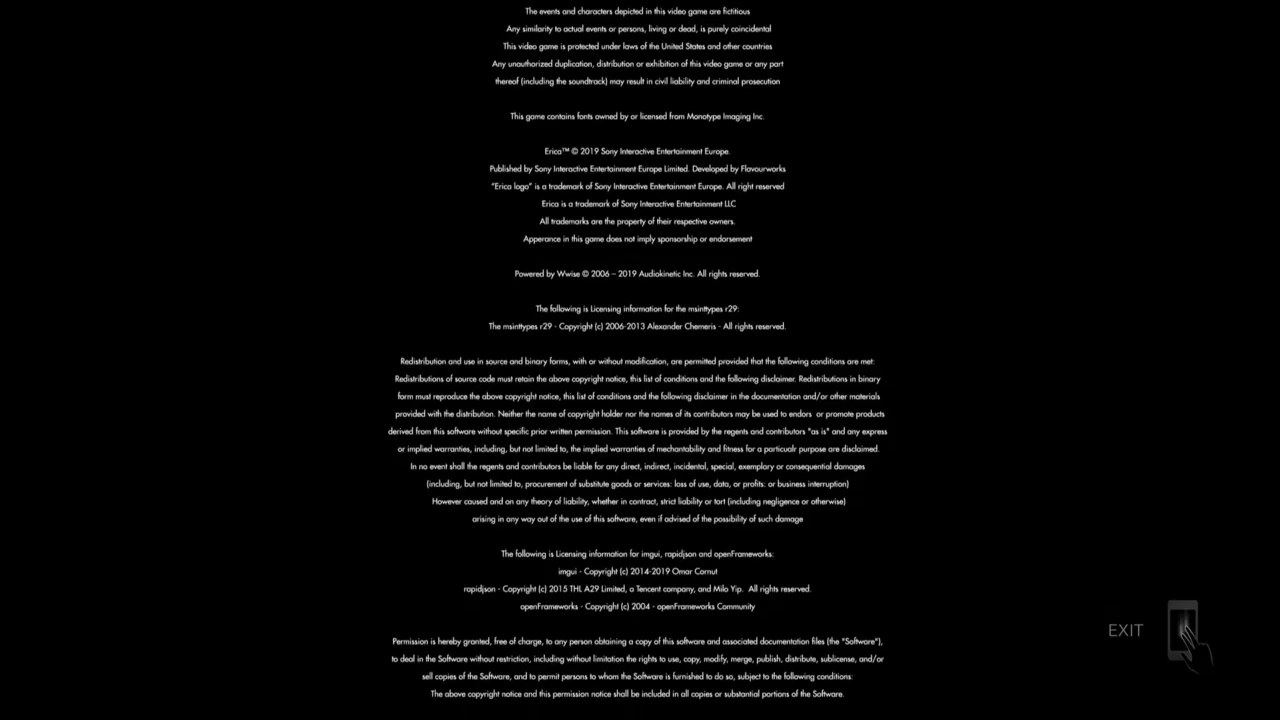 The events and characters depicted in this video game are fictitious
Any similarity to actual events or persons, living or dead, is purely coincidental
This video game is protected under laws of the United States and other countries
Any unauthorized duplication, distribution or exhibition of this video game or any part
thereof (including the soundtrack) may result in civil liability and criminal prosecution
This game contains fonts owned by or licensed from Monotype Imaging Inc.
Erica™ © 2019 Sony Interactive Entertainment Europe.
Published by Sony Interactive Entertainment Europe Limited. Developed by Flavourworks
“Erica logo” is a trademark of Sony Interactive Entertainment Europe. All right reserved
Erica is a trademark of Sony Interactive Entertainment LLC
All trademarks are the property of their respective owners.
Apperance in this game does not imply sponsorship or endorsement
Powered by Wwise © 2006 – 2019 Audiokinetic Inc. All rights reserved.
The following is Licensing information for the msinttypes r29:
The msinttypes r29 - Copyright (c) 2006-2013 Alexander Chemeris - All rights reserved.
Redistribution and use in source and binary forms, with or without modification, are permitted provided that the following conditions are met:
Redistributions of source code must retain the above copyright notice, this list of conditions and the following disclaimer. Redistributions in binary
form must reproduce the above copyright notice, this list of conditions and the following disclaimer in the documentation and/or other materials
provided with the distribution. Neither the name of copyright holder nor the names of its contributors may be used to endors or promote products
derived from this software without specific prior written permission. This software is provided by the regents and contributors "as is" and any express
or implied warranties, including, but not limited to, the implied warranties of mechantability and fitness for a particualr purpose are disclaimed.
In no event shall the regents and contributors be liable for any direct, indirect, incidental, special, exemplary or consequential damages
(including, but not limited to, procurement of substitute goods or services: loss of use, data, or profits: or business interruption)
However caused and on any theory of liability, whether in contract, strict liability or tort (including negligence or otherwise)
arising in any way out of the use of this software, even if advised of the possibility of such damage
The following is Licensing information for imgui, rapidjson and openFrameworks:
imgui - Copyright (c) 2014-2019 Omar Cornut
rapidjson - Copyright (c) 2015 THL A29 Limited, a Tencent company, and Milo Yip. All rights reserved.
openFrameworks - Copyright (c) 2004 - openFrameworks Community
EXIT
Permission is hereby granted, free of charge, to any person obtaining a copy of this software and associated documentation files (the "Software"),
to deal in the Software without restriction, including without limitation the rights to use, copy, modify, merge, publish, distribute, sublicense, and/or
sell copies of the Software, and to permit persons to whom the Software is furnished to do so, subject to the following conditions:
The above copyright notice and this permission notice shall be included in all copies or substantial portions of the Software.